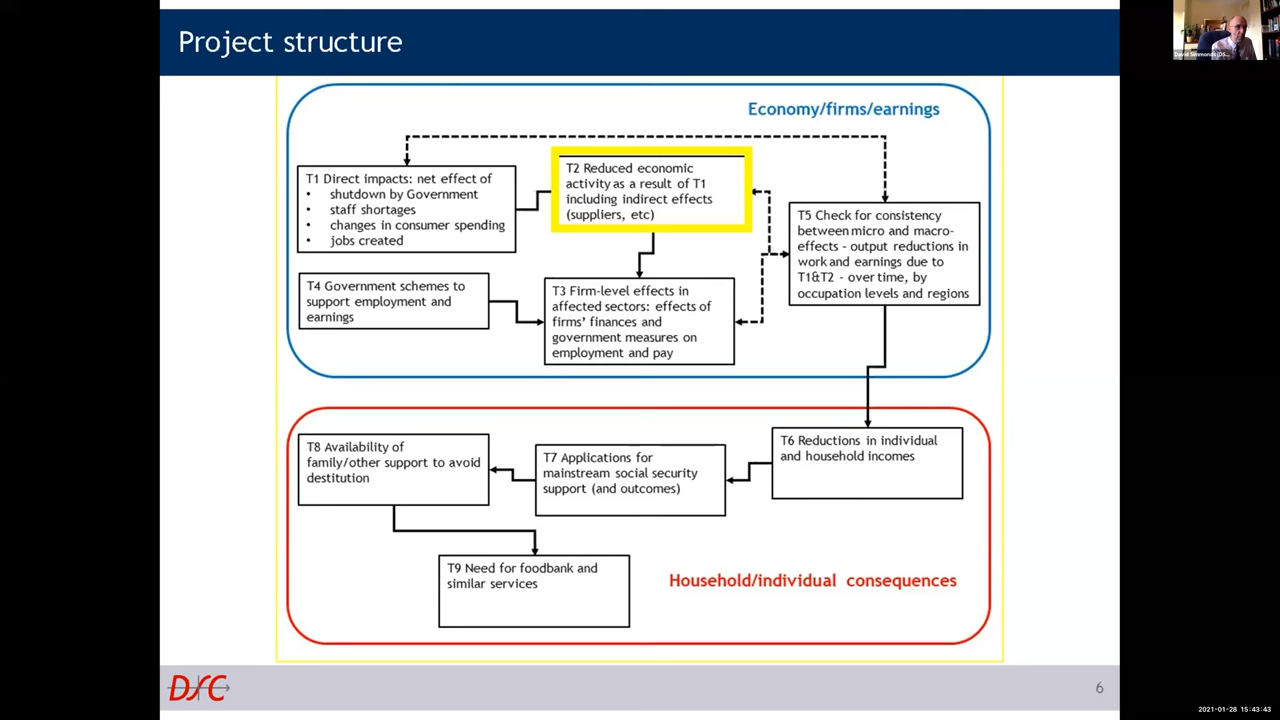 Project structure
Economy/firms/earnings
T1 Direct impacts: net effect of
• shutdown by Government
• staff shortages
• changes in consumer spending
• jobs created
T2 Reduced economic
activity as a result of T1
including indirect effects
(suppliers, etc)
T5 Check for consistency
between micro and macro-
effects – output reductions in
work and earnings due to
T1&T2 - over time, by
occupation levels and regions
T4 Government schemes to
support employment and
earnings
T3 Firm-level effects in
affected sectors: effects of
firms’ finances and
government measures on
employment and pay
T6 Reductions in individual
and household incomes
T7 Applications for
mainstream social security
support (and outcomes)
T8 Availability of
family/other support to avoid
destitution
T9 Need for foodbank and
similar services
Household/individual consequences
DSC
6
David Simmonds
2021-01-28 15:43:43